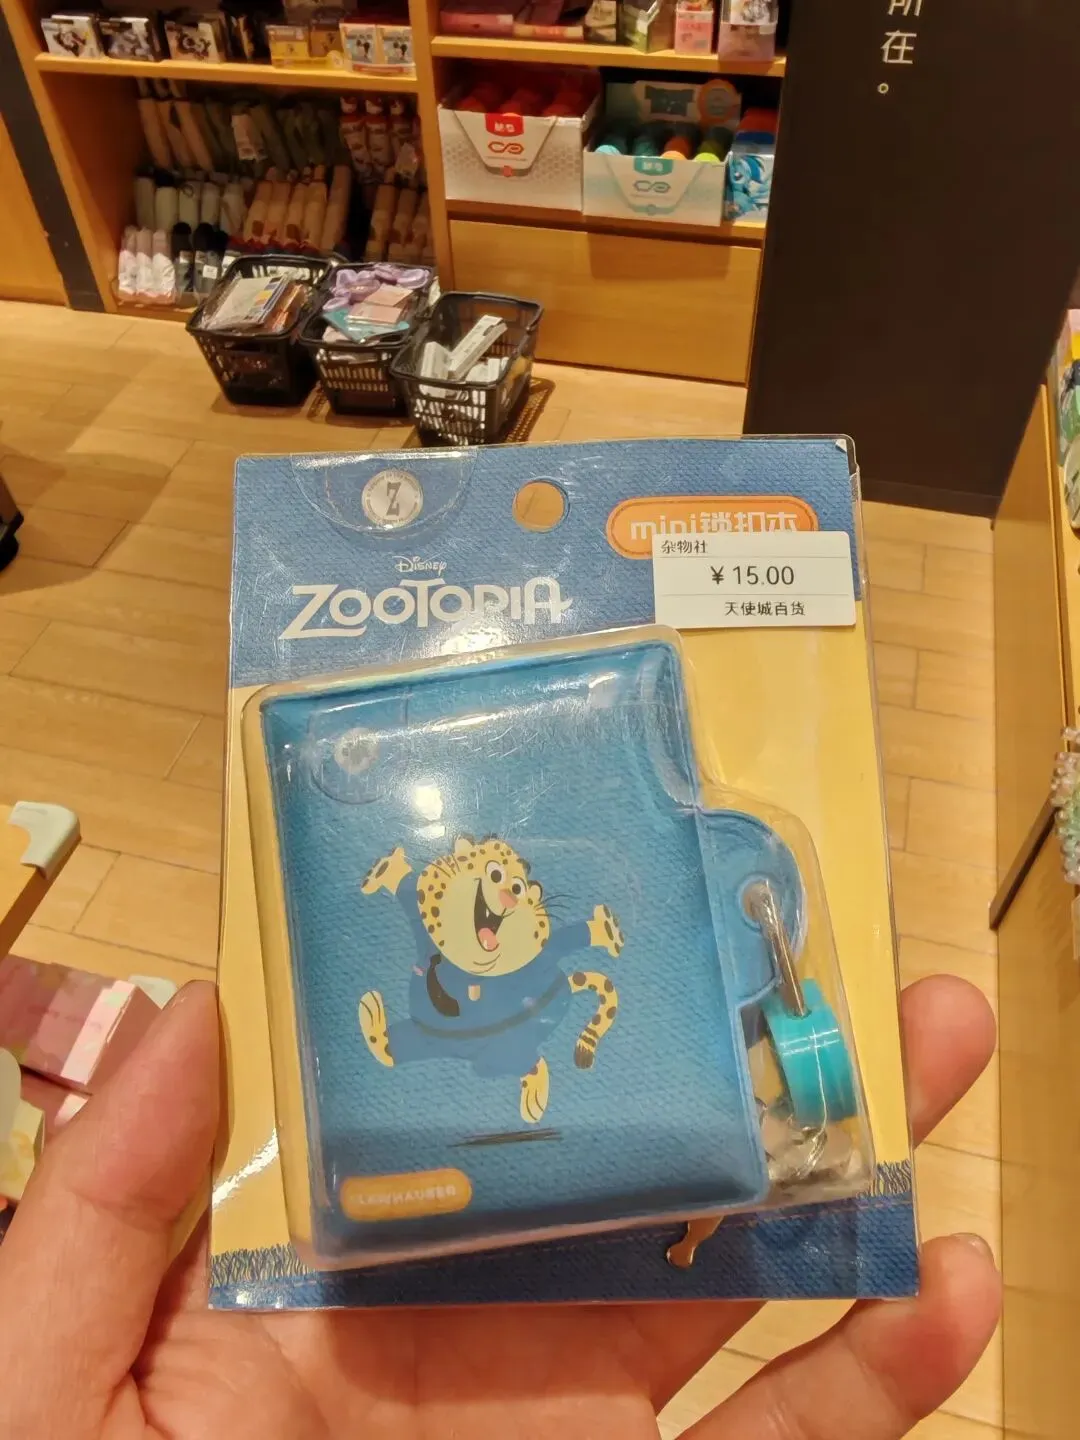 所
在
。
Z
mini锁扣本
DISNEY
ZOOTOPIA
杂物社
¥ 15.00
天使城百货
CLAWHAUSER